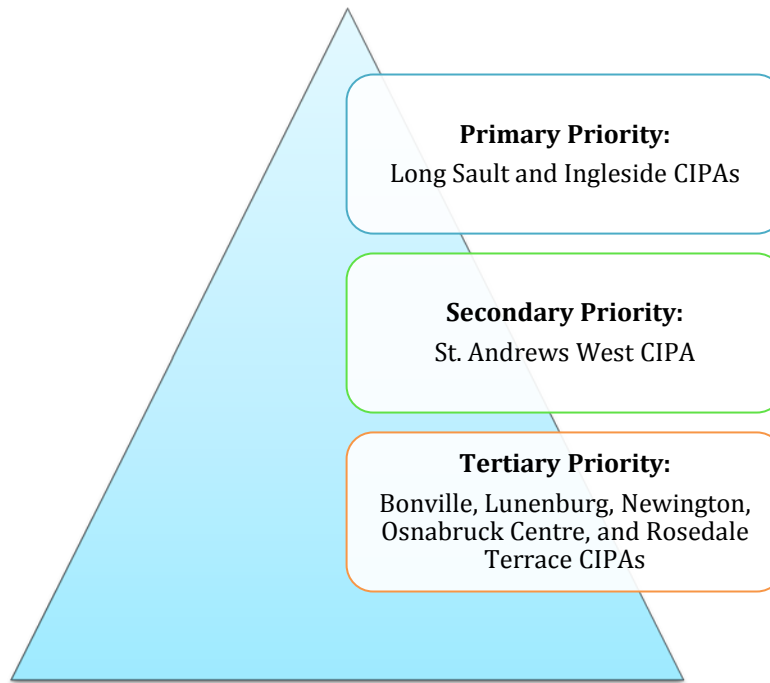 Primary Priority:
Long Sault and Ingleside CIPAs
Secondary Priority:
St. Andrews West CIPA
Tertiary Priority:
Bonville, Lunenburg, Newington,
Osnabruck Centre, and Rosedale
Terrace CIPAs